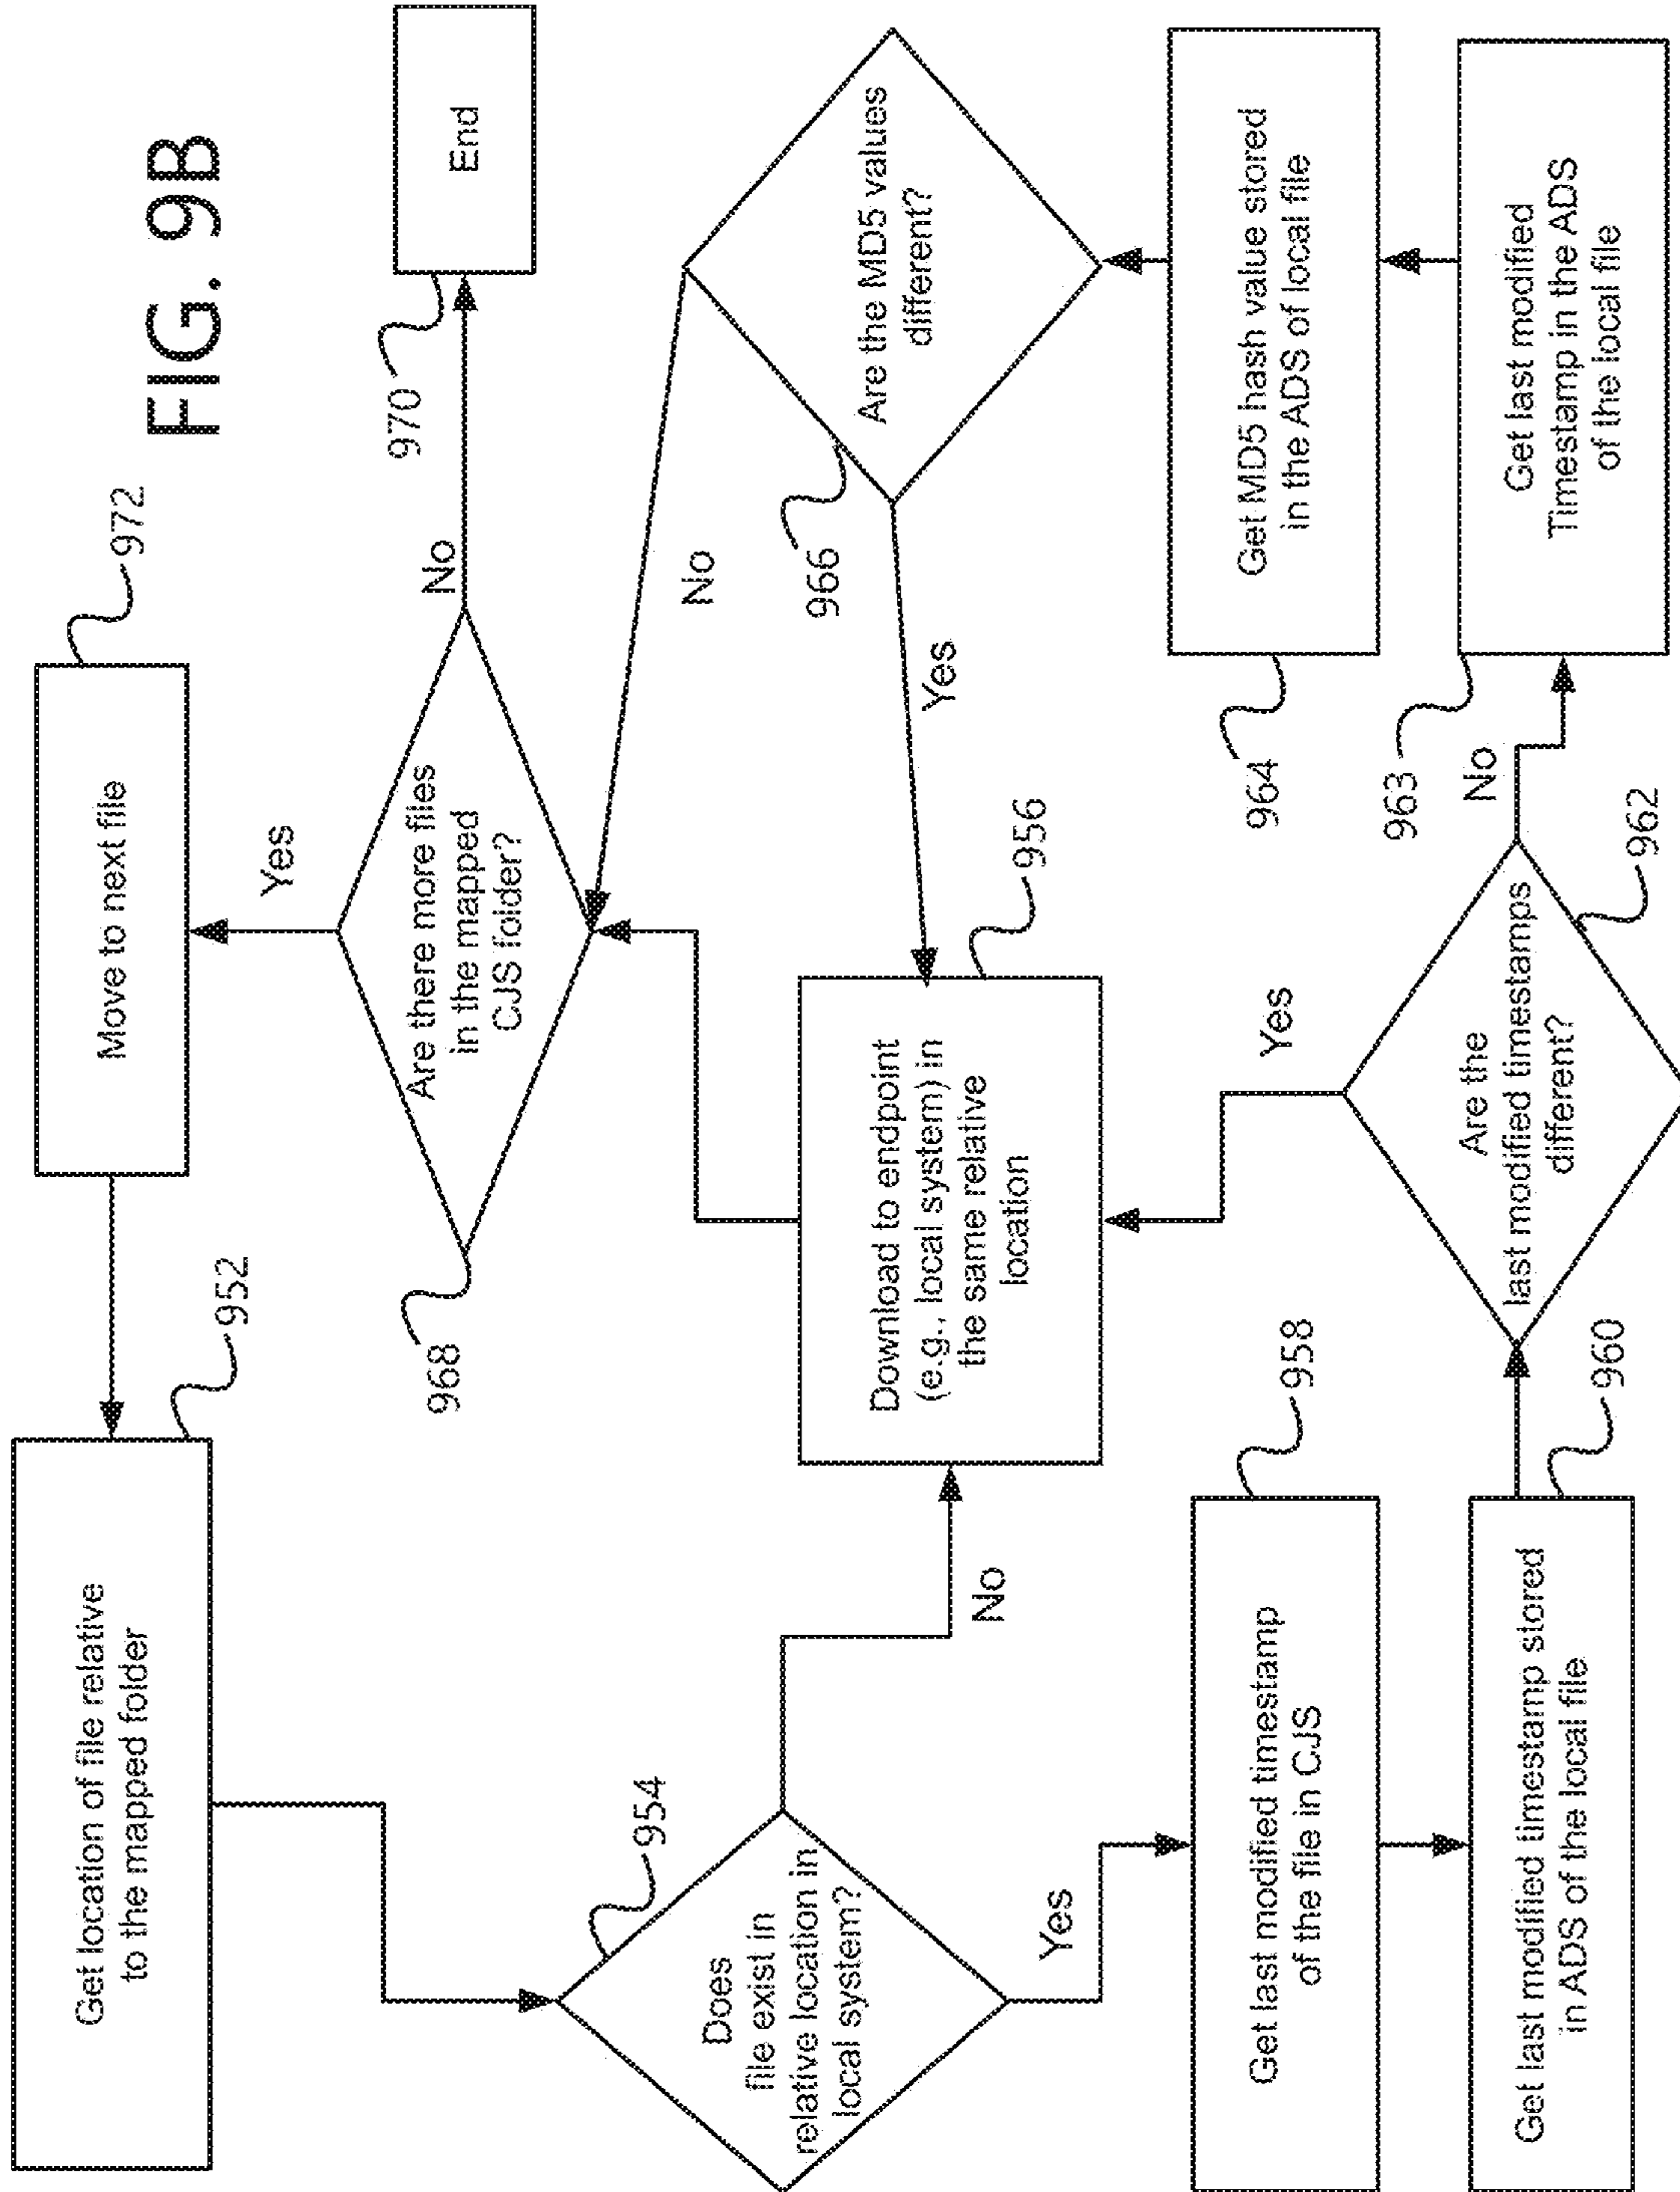 FIG. 9B
Get location of file relative
to the mapped folder
952
Move to next file
972
Does
file exist in
relative location in
local system?
954
No
Yes
Are there more files
in the mapped
CJS folder?
968
Yes
No
End
970
Download to endpoint
(e.g., local system) in
the same relative
location
956
Yes
No
Are the MD5 values
different?
966
Get last modified timestamp
of the file in CJS
958
Get last modified timestamp stored
in ADS of the local file
960
Are the
last modified timestamps
different?
962
Yes
No
Get MD5 hash value stored
in the ADS of local file
964
Get last modified
Timestamp in the ADS
of the local file
963